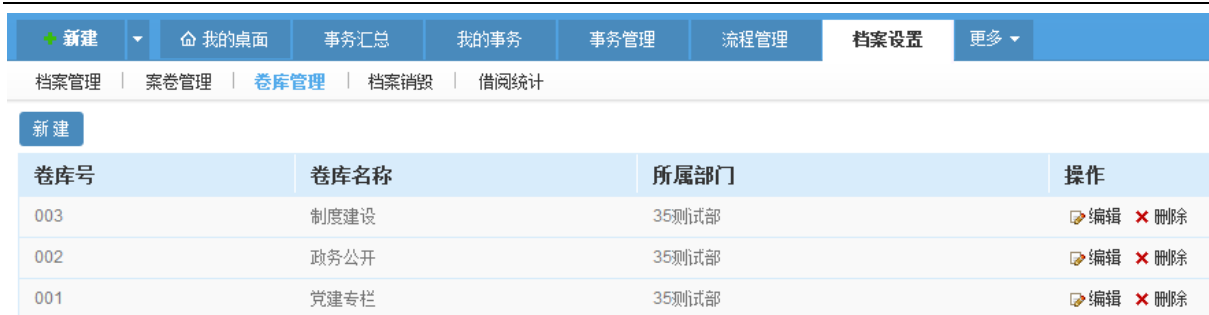 新建 我的桌面 事务汇总 我的事务 事务管理 流程管理 档案设置 更多
档案管理 | 案卷管理 | 卷库管理 | 档案销毁 | 借阅统计
新建
卷库号 卷库名称 所属部门 操作
003 制度建设 35测试部 编辑 删除
002 政务公开 35测试部 编辑 删除
001 党建专栏 35测试部 编辑 删除